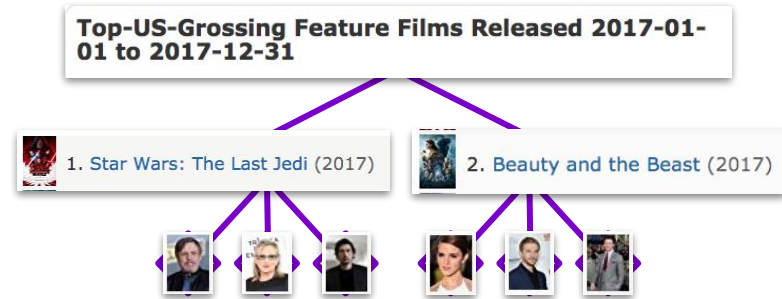 Top-US-Grossing Feature Films Released 2017-01-
01 to 2017-12-31
1. Star Wars: The Last Jedi (2017)
2. Beauty and the Beast (2017)